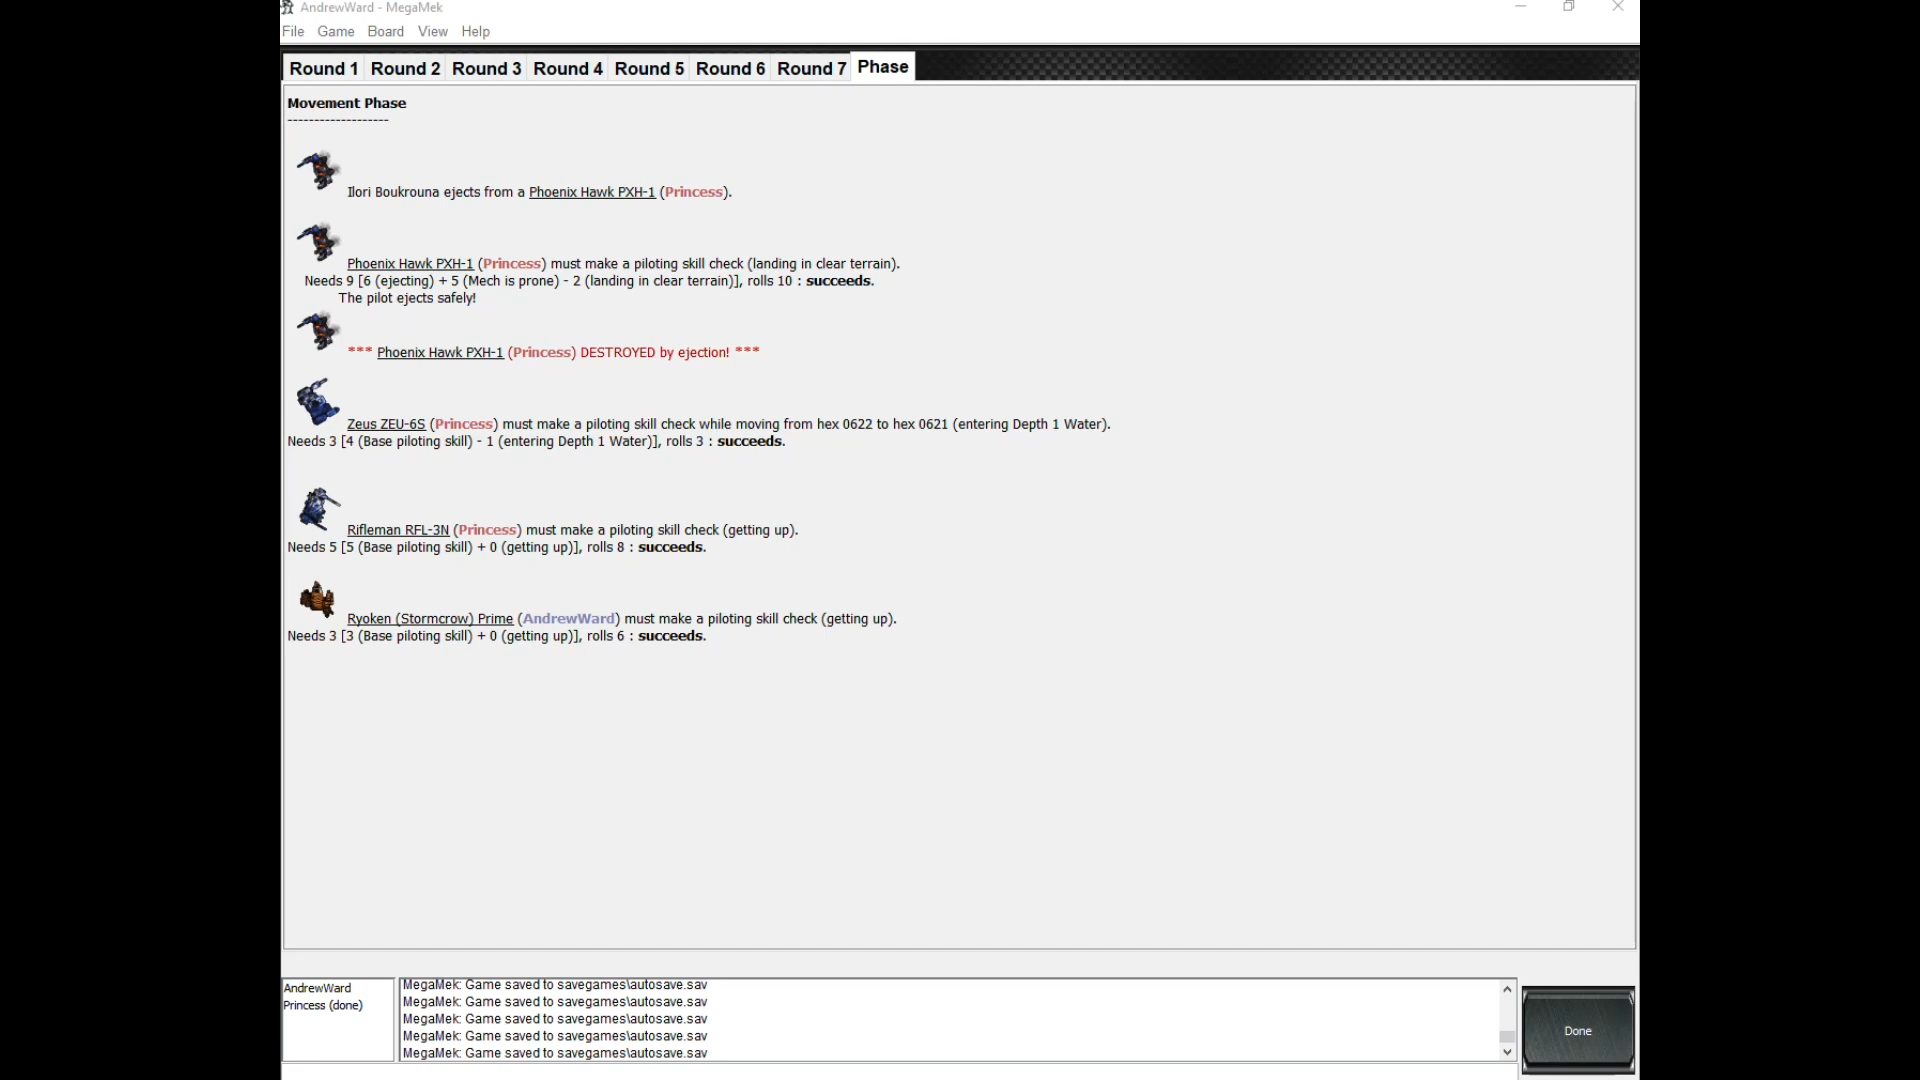 AndrewWard - MegaMek
File Game Board View Help
Round 1 Round 2 Round 3 Round 4 Round 5 Round 6 Round 7 Phase
Movement Phase
-------------------
Ilori Boukrouna ejects from a Phoenix Hawk PXH-1 (Princess).
Phoenix Hawk PXH-1 (Princess) must make a piloting skill check (landing in clear terrain).
Needs 9 [6 (ejecting) + 5 (Mech is prone) - 2 (landing in clear terrain)], rolls 10 : succeeds.
The pilot ejects safely!
*** Phoenix Hawk PXH-1 (Princess) DESTROYED by ejection! ***
Zeus ZEU-6S (Princess) must make a piloting skill check while moving from hex 0622 to hex 0621 (entering Depth 1 Water).
Needs 3 [4 (Base piloting skill) - 1 (entering Depth 1 Water)], rolls 3 : succeeds.
Rifleman RFL-3N (Princess) must make a piloting skill check (getting up).
Needs 5 [5 (Base piloting skill) + 0 (getting up)], rolls 8 : succeeds.
Ryoken (Stormcrow) Prime (AndrewWard) must make a piloting skill check (getting up).
Needs 3 [3 (Base piloting skill) + 0 (getting up)], rolls 6 : succeeds.
AndrewWard
Princess (done)
MegaMek: Game saved to savegames\autosave.sav
MegaMek: Game saved to savegames\autosave.sav
MegaMek: Game saved to savegames\autosave.sav
MegaMek: Game saved to savegames\autosave.sav
MegaMek: Game saved to savegames\autosave.sav
Done